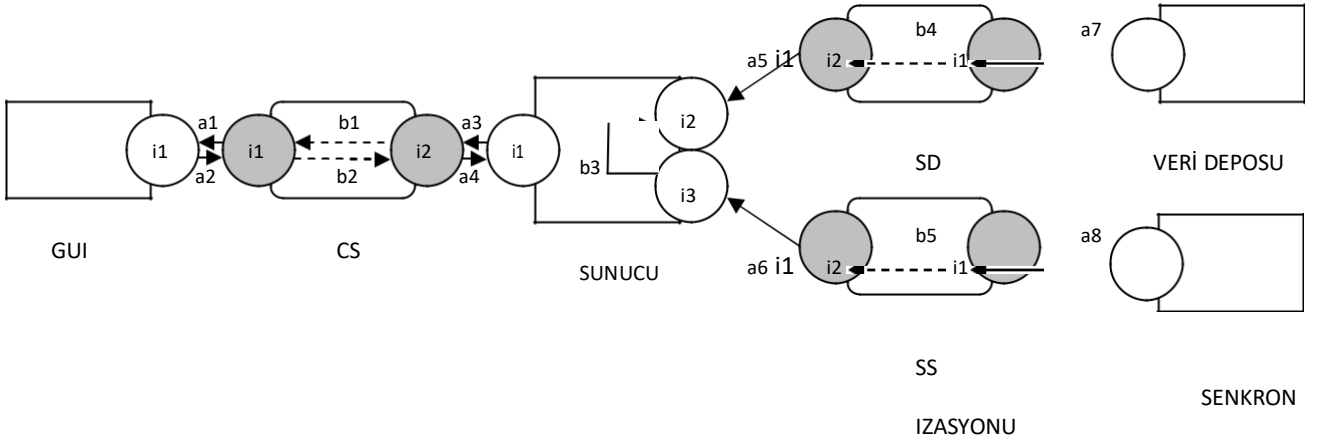 b4
a7
a5 i1
i2
i1
i2
a1
b1
a3
i1
i1
i2
i1
a2
b2
a4
b3
SD
VERİ DEPOSU
i3
GUI
CS
SUNUCU
b5
a8
a6 i1
i2
i1
SS
SENKRON
IZASYONU